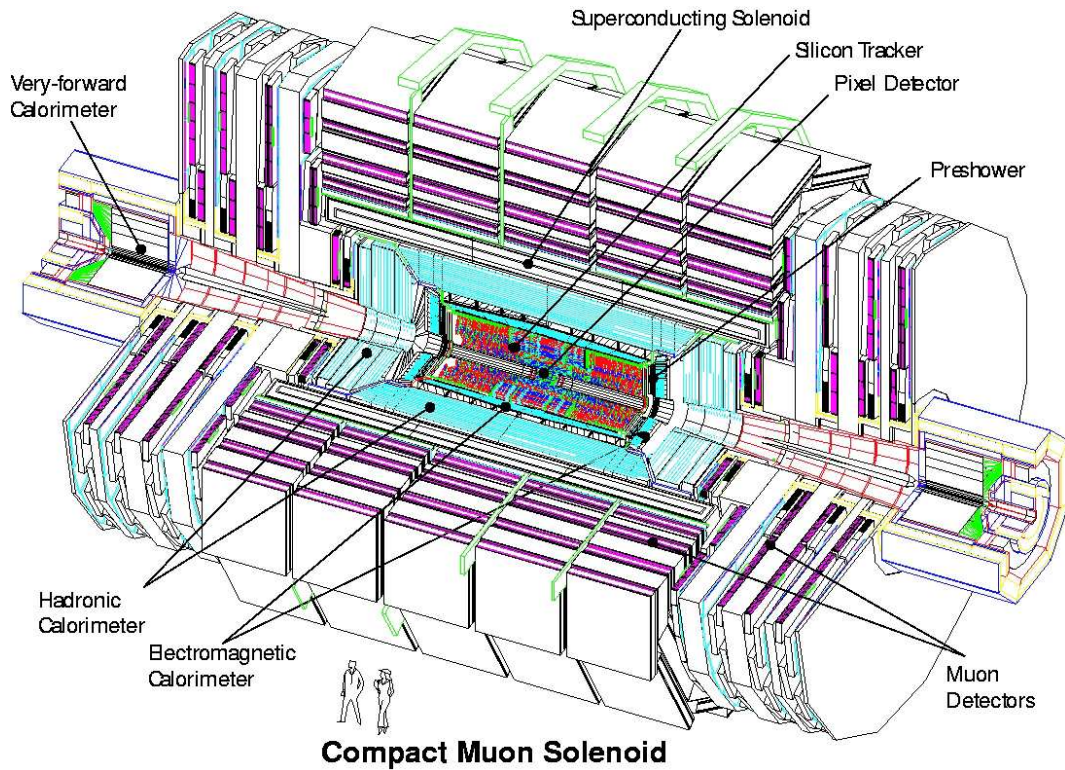 Superconducting Solenoid
Silicon Tracker
Pixel Detector
Very-forward
Calorimeter
Preshower
Hadronic
Calorimeter
Electromagnetic
Calorimeter
Muon
Detectors
Compact Muon Solenoid